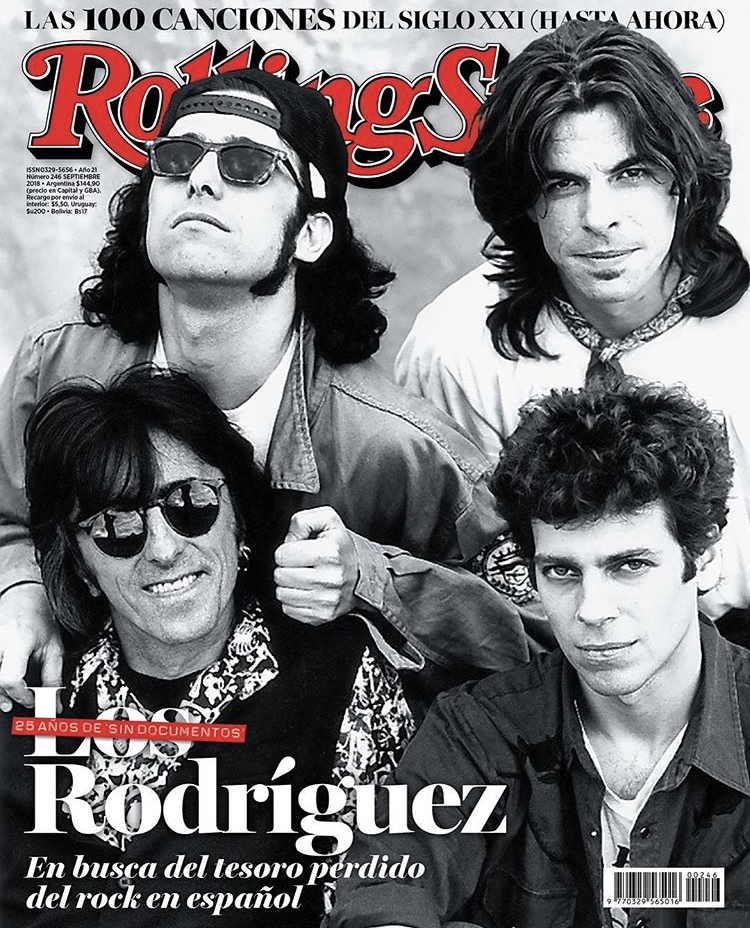 LAS 100 CANCIONES DEL SIGLO XXI (HASTA AHORA)
Rolling S e
ISSN0329-5656 • Año 21
Número 246 SEPTIEMBRE
2018 • Argentina $144,90
(precio en Capital y GBA).
Recargo por envío al
interior: $5,50. Uruguay:
$u200 • Bolivia: Bs17
Los
25 AÑOS DE 'SIN DOCUMENTOS'
Rodríguez
En busca del tesoro perdido
del rock en español
00246
9 770329 565016